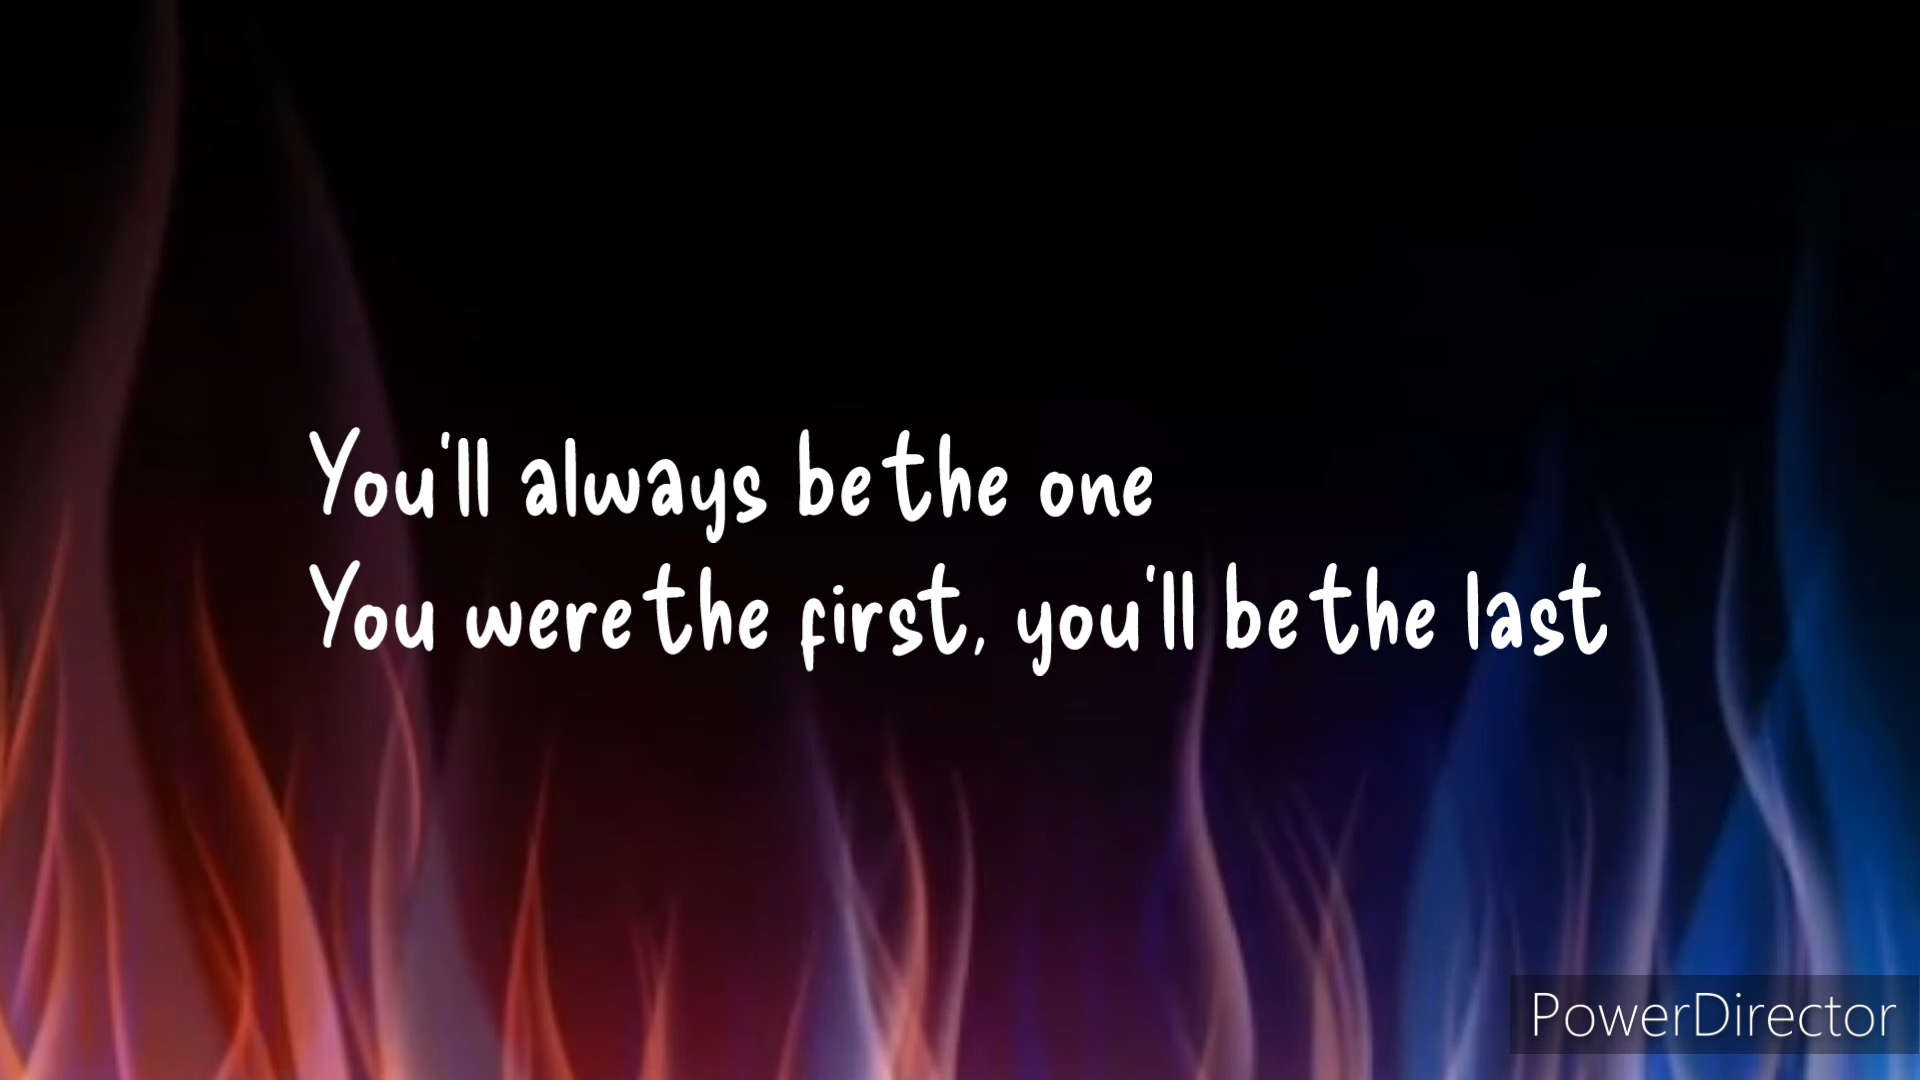 You'll always be the one
You were the first, you'll be the last
PowerDirector